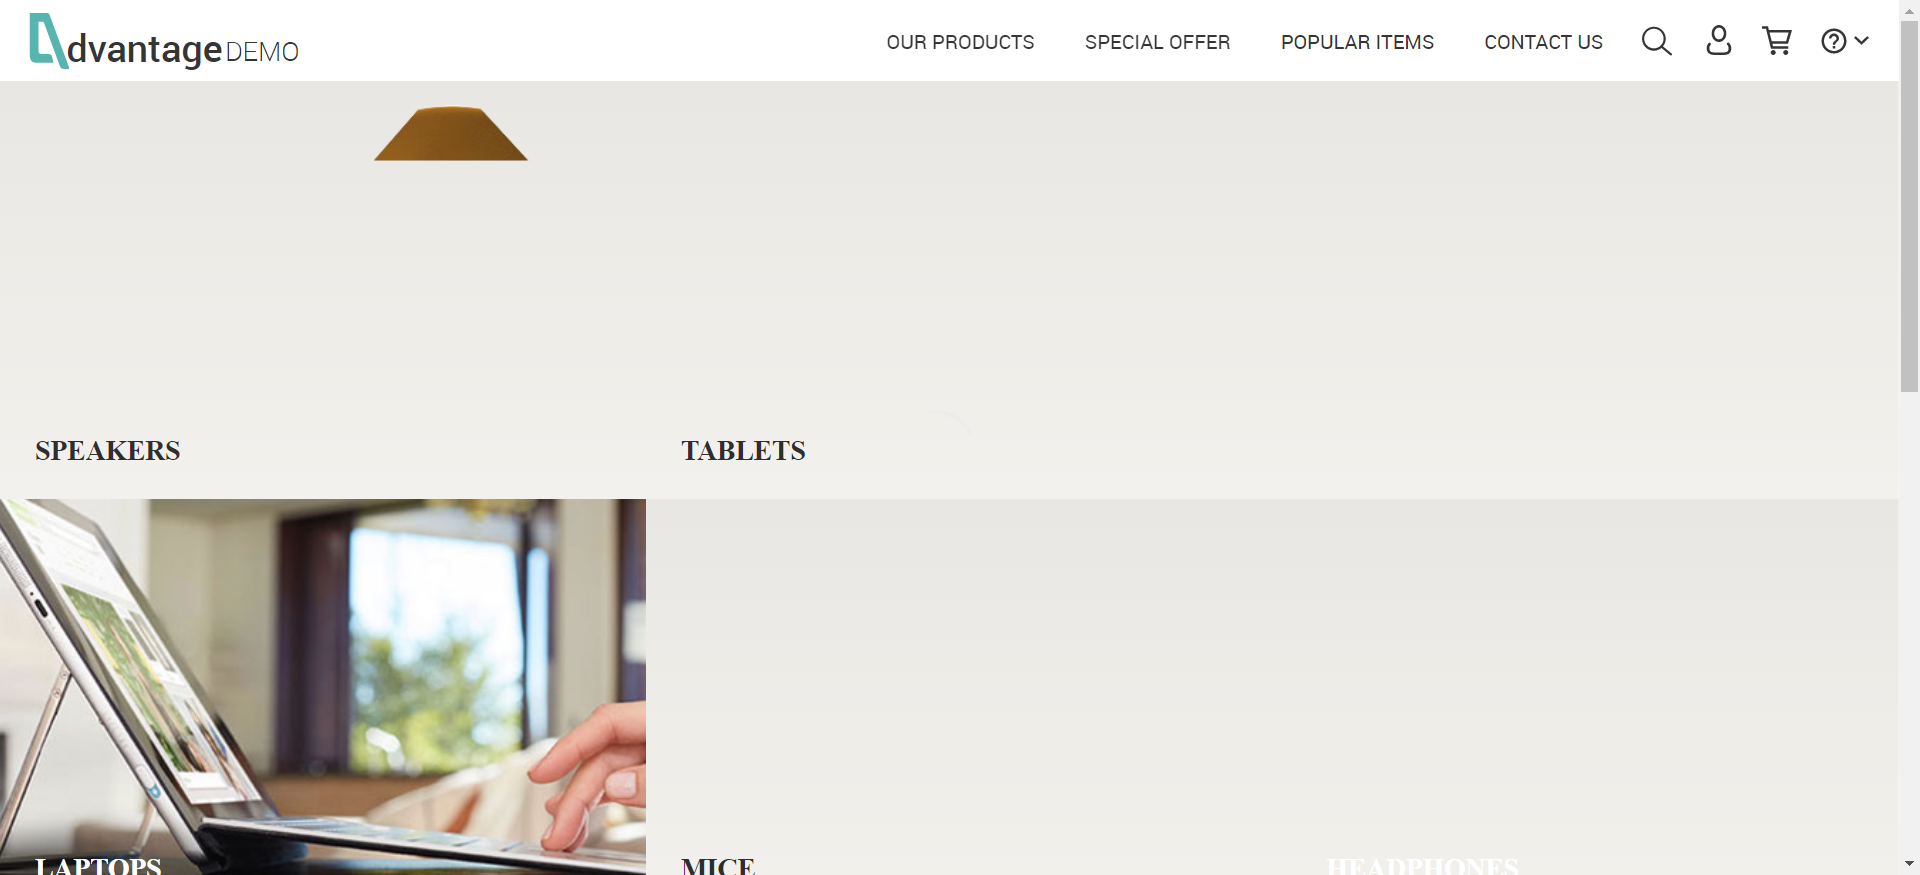 dvantage DEMO
OUR PRODUCTS
SPECIAL OFFER
POPULAR ITEMS
CONTACT US
SPEAKERS
TABLETS
LAPTOPS
MICE
HEADPHONES